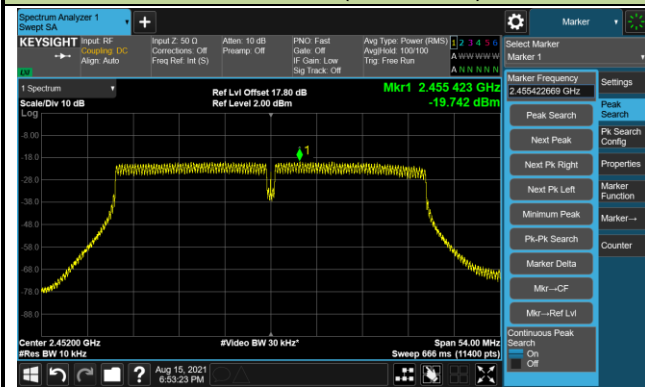 Spectrum Analyzer 1
Swept SA
Marker
KEYSIGHT
Input: RF
Coupling: DC
Align: Auto
Input Z: 50 Ω
Corrections: Off
Freq Ref: Int (S)
Atten: 10 dB
Preamp: Off
PNO: Fast
Gate: Off
IF Gain: Low
Sig Track: Off
Avg Type: Power (RMS)
Avg|Hold: 100/100
Trig: Free Run
1 2 3 4 5 6
A W W W W W
A N N N N N
LM
Select Marker
Marker 1
1 Spectrum
Scale/Div 10 dB
Log
Ref Lvl Offset 17.80 dB
Ref Level 2.00 dBm
Mkr1 2.455 423 GHz
-19.742 dBm
1
-8.00
-18.0
-28.0
-38.0
-48.0
-58.0
-68.0
-78.0
-88.0
Center 2.45200 GHz
#Res BW 10 kHz
#Video BW 30 kHz*
Span 54.00 MHz
Sweep 666 ms (11400 pts)
Marker Frequency
2.455422669 GHz
Peak Search
Next Peak
Next Pk Right
Next Pk Left
Minimum Peak
Pk-Pk Search
Marker Delta
Mkr→CF
Mkr→Ref Lvl
Continuous Peak
Search
On
Off
Settings
Peak
Search
Pk Search
Config
Properties
Marker
Function
Marker→
Counter
?
Aug 15, 2021
6:53:23 PM